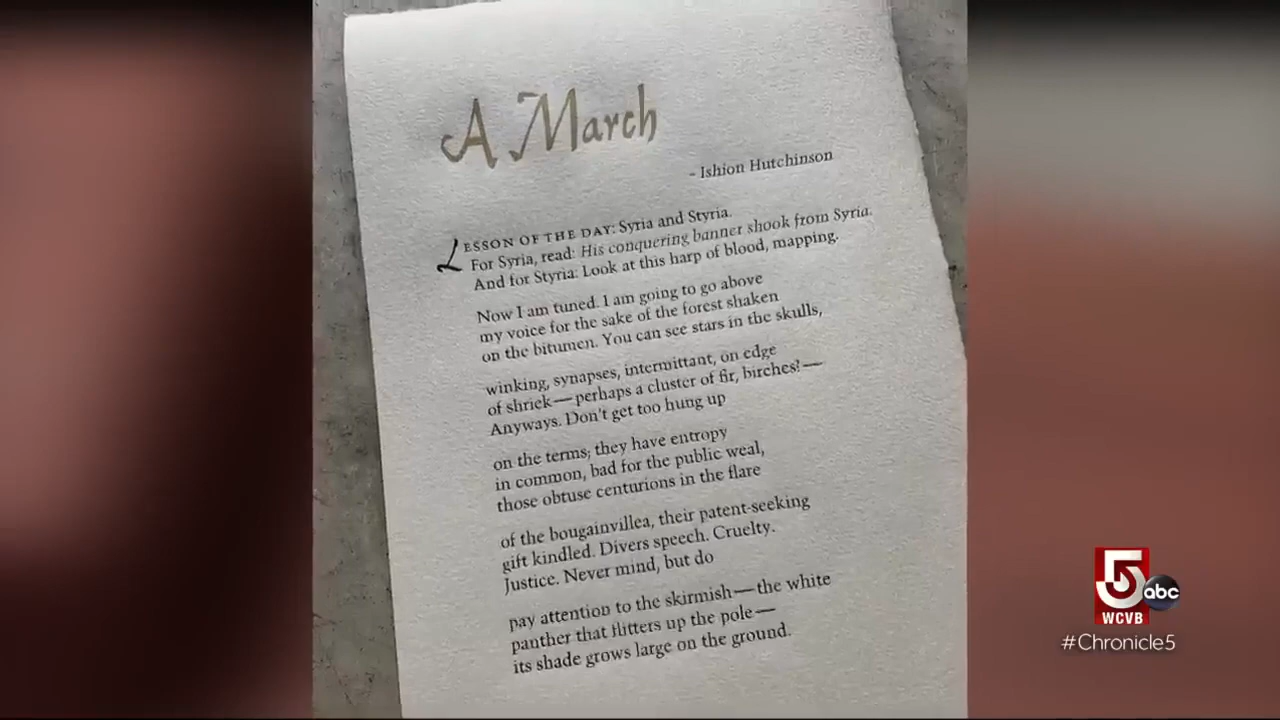 A March
- Ishion Hutchinson
LESSON OF THE DAY: Syria and Styria.
For Syria, read: His conquering banner shook from Syria.
And for Styria: Look at this harp of blood, mapping.
Now I am tuned. I am going to go above
my voice for the sake of the forest shaken
on the bitumen. You can see stars in the skulls,
winking, synapses, intermittant, on edge
of shriek—perhaps a cluster of fir, birches?—
Anyways. Don't get too hung up
on the terms; they have entropy
in common, bad for the public weal,
those obtuse centurions in the flare
of the bougainvillea, their patent-seeking
gift kindled. Divers speech. Cruelty.
Justice. Never mind, but do
pay attention to the skirmish—the white
panther that flitters up the pole—
its shade grows large on the ground.
5 abc
WCVB
#Chronicle5